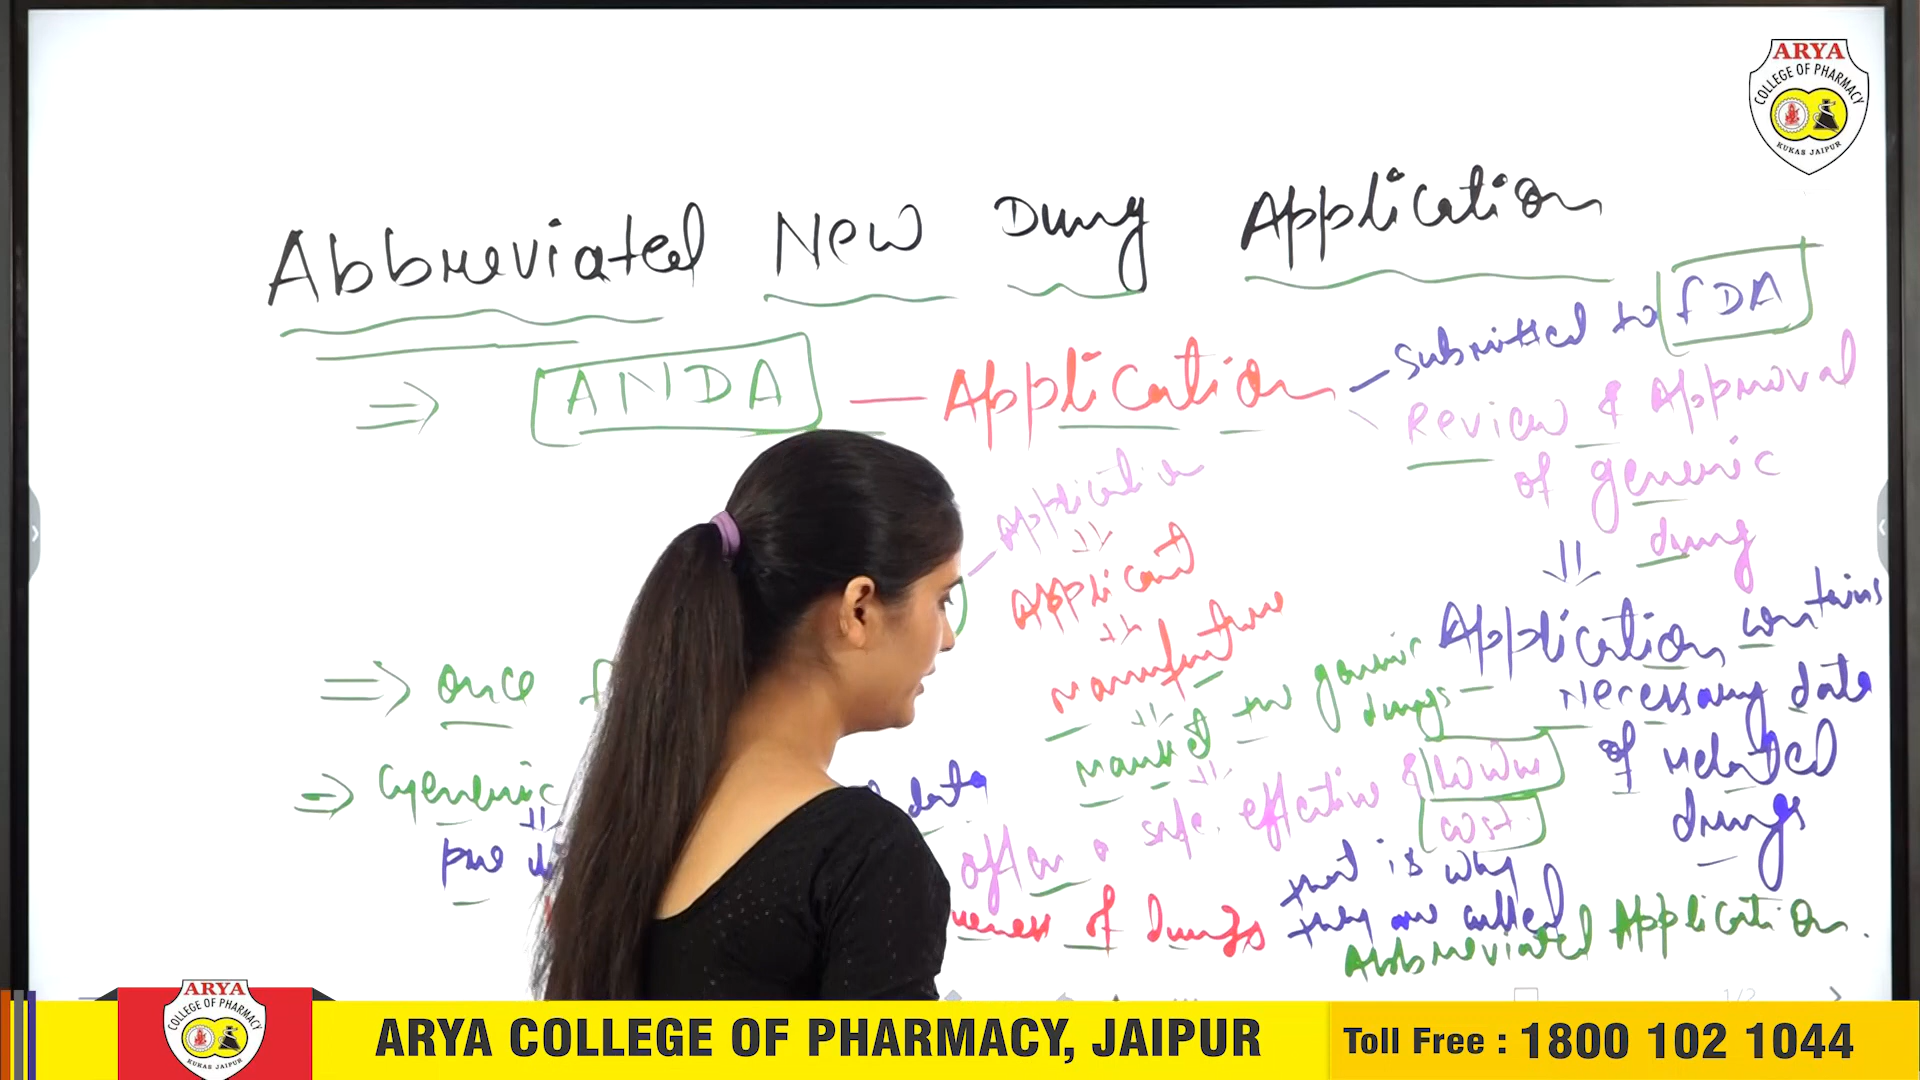 ARYA
COLLEGE OF PHARMACY
KUKAS JAIPUR
Abbreviated New Drug Application
⇒ ANDA — Application — submitted to FDA
Review & Approval
of generic
drug
Application
Applicant
Manufacture
Market the generic
drugs —
offer a safe effective &
cost
Application contains
Necessary data
of related
drugs
⇒ once
⇒ Generic
data
pre
of Drugs
that is why
they are called
Abbreviated Application.
ARYA
COLLEGE OF PHARMACY
KUKAS JAIPUR
ARYA COLLEGE OF PHARMACY, JAIPUR
Toll Free : 1800 102 1044